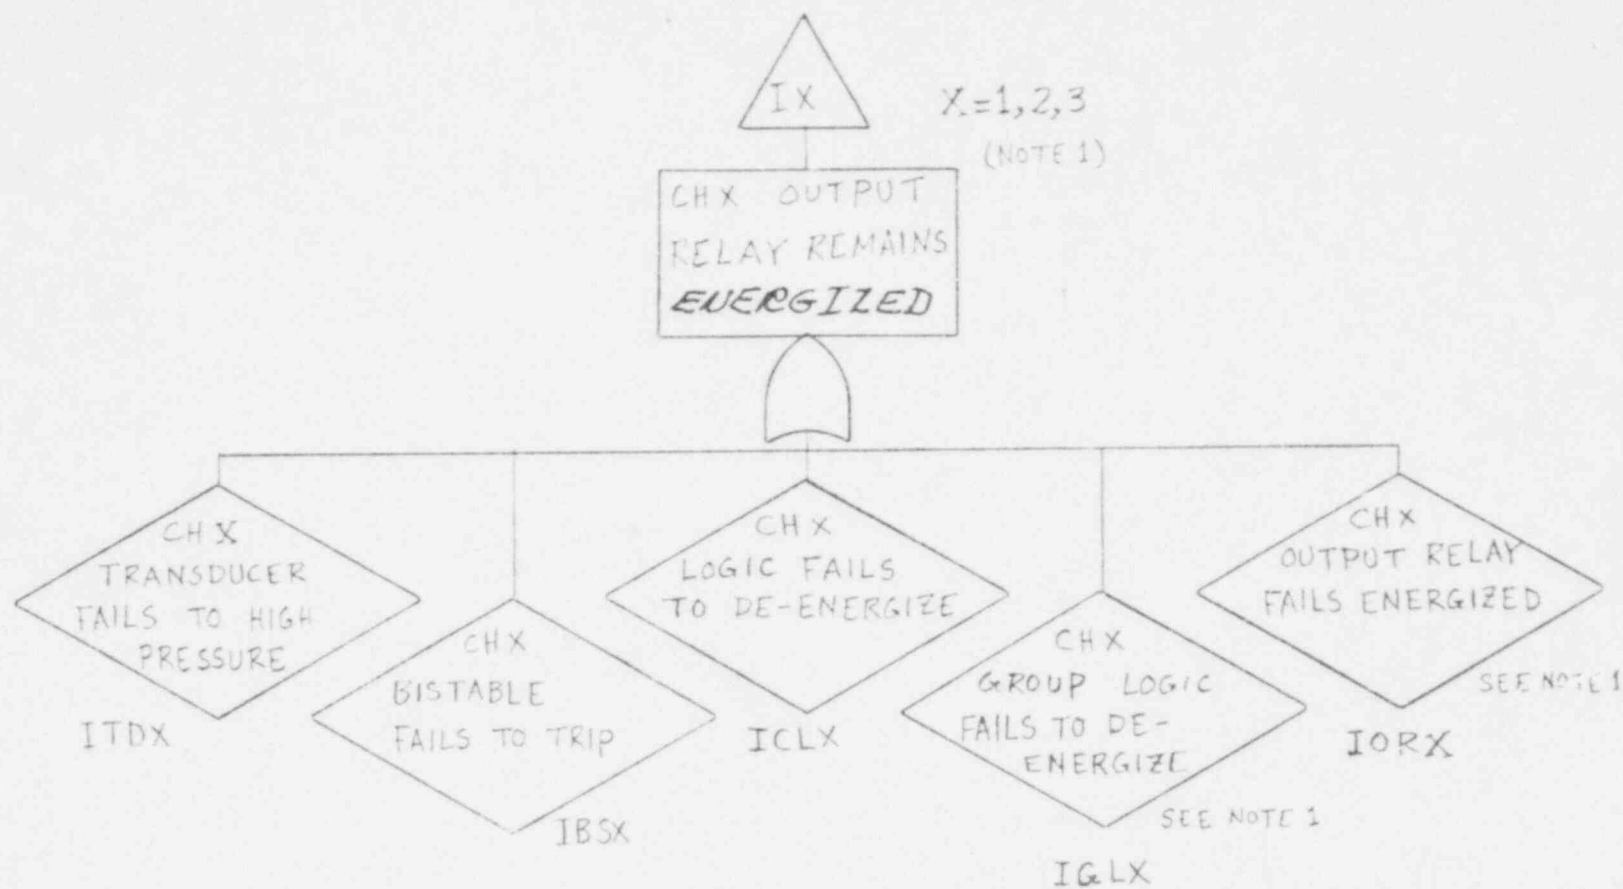 IX
X=1,2,3
(NOTE 1)
CHX OUTPUT
RELAY REMAINS
ENERGIZED
CHX
TRANSDUCER
FAILS TO HIGH
PRESSURE
ITDX
CHX
BISTABLE
FAILS TO TRIP
IBSX
CHX
LOGIC FAILS
TO DE-ENERGIZE
ICLX
CHX
GROUP LOGIC
FAILS TO DE-
ENERGIZE
SEE NOTE 1
IGLX
CHX
OUTPUT RELAY
FAILS ENERGIZED
SEE NOTE 1
IORX